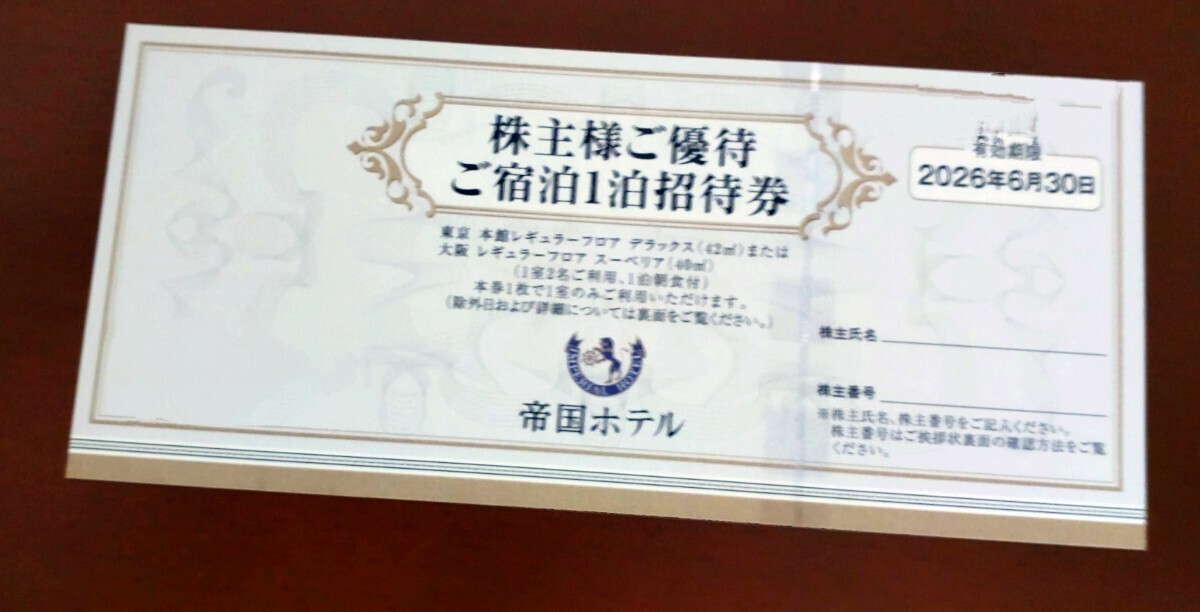 株主様ご優待
ご宿泊1泊招待券
有効期限
2026年6月30日
東京 本館レギュラーフロア デラックス(42㎡)または
大阪 レギュラーフロア スーペリア(40㎡)
(1室2名ご利用、1泊朝食付)
本券1枚で1室のみご利用いただけます。
(除外日および詳細については裏面をご覧ください。)
IMPERIAL HOTEL
帝国ホテル
株主氏名
株主番号
※株主氏名、株主番号をご記入ください。
株主番号はご挨拶状裏面の確認方法をご覧
ください。